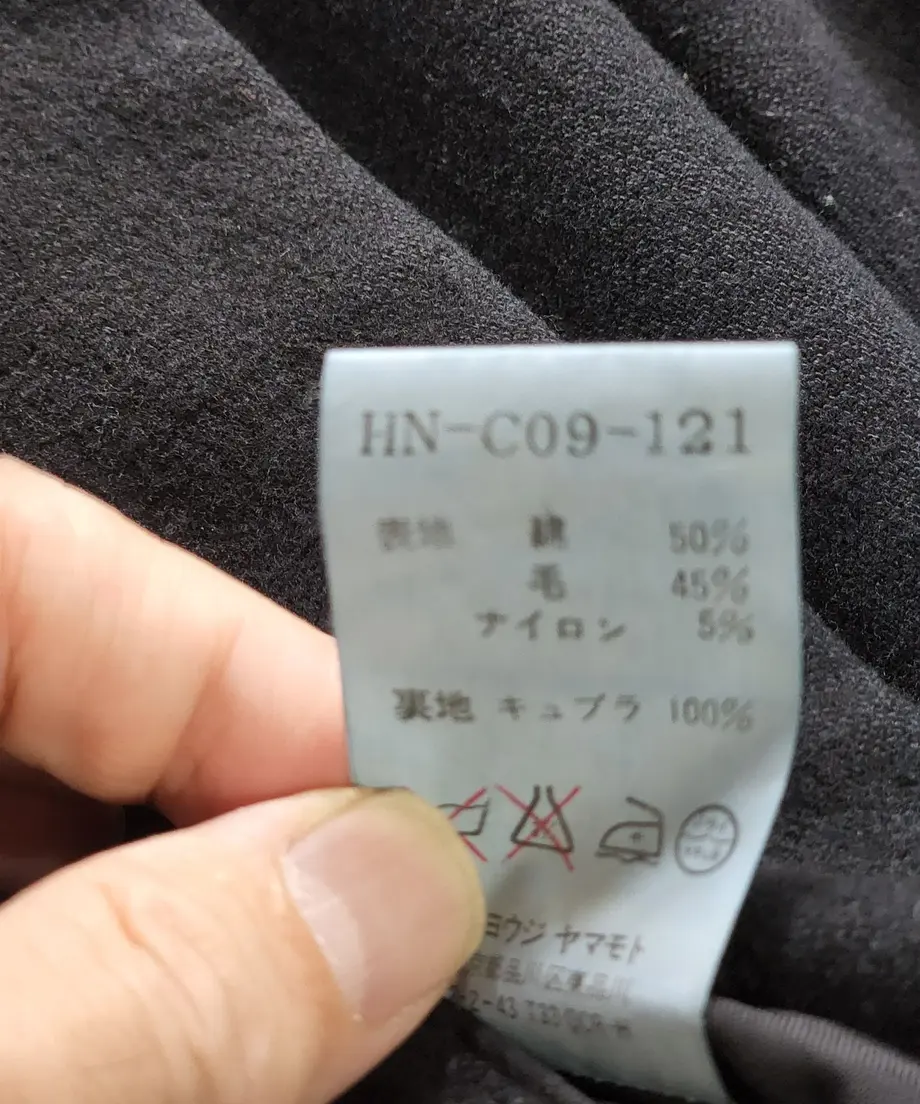 HN-C09-121
表地 綿 50%
毛 45%
ナイロン 5%
裏地 キュプラ 100%
ヨウジ ヤマモト